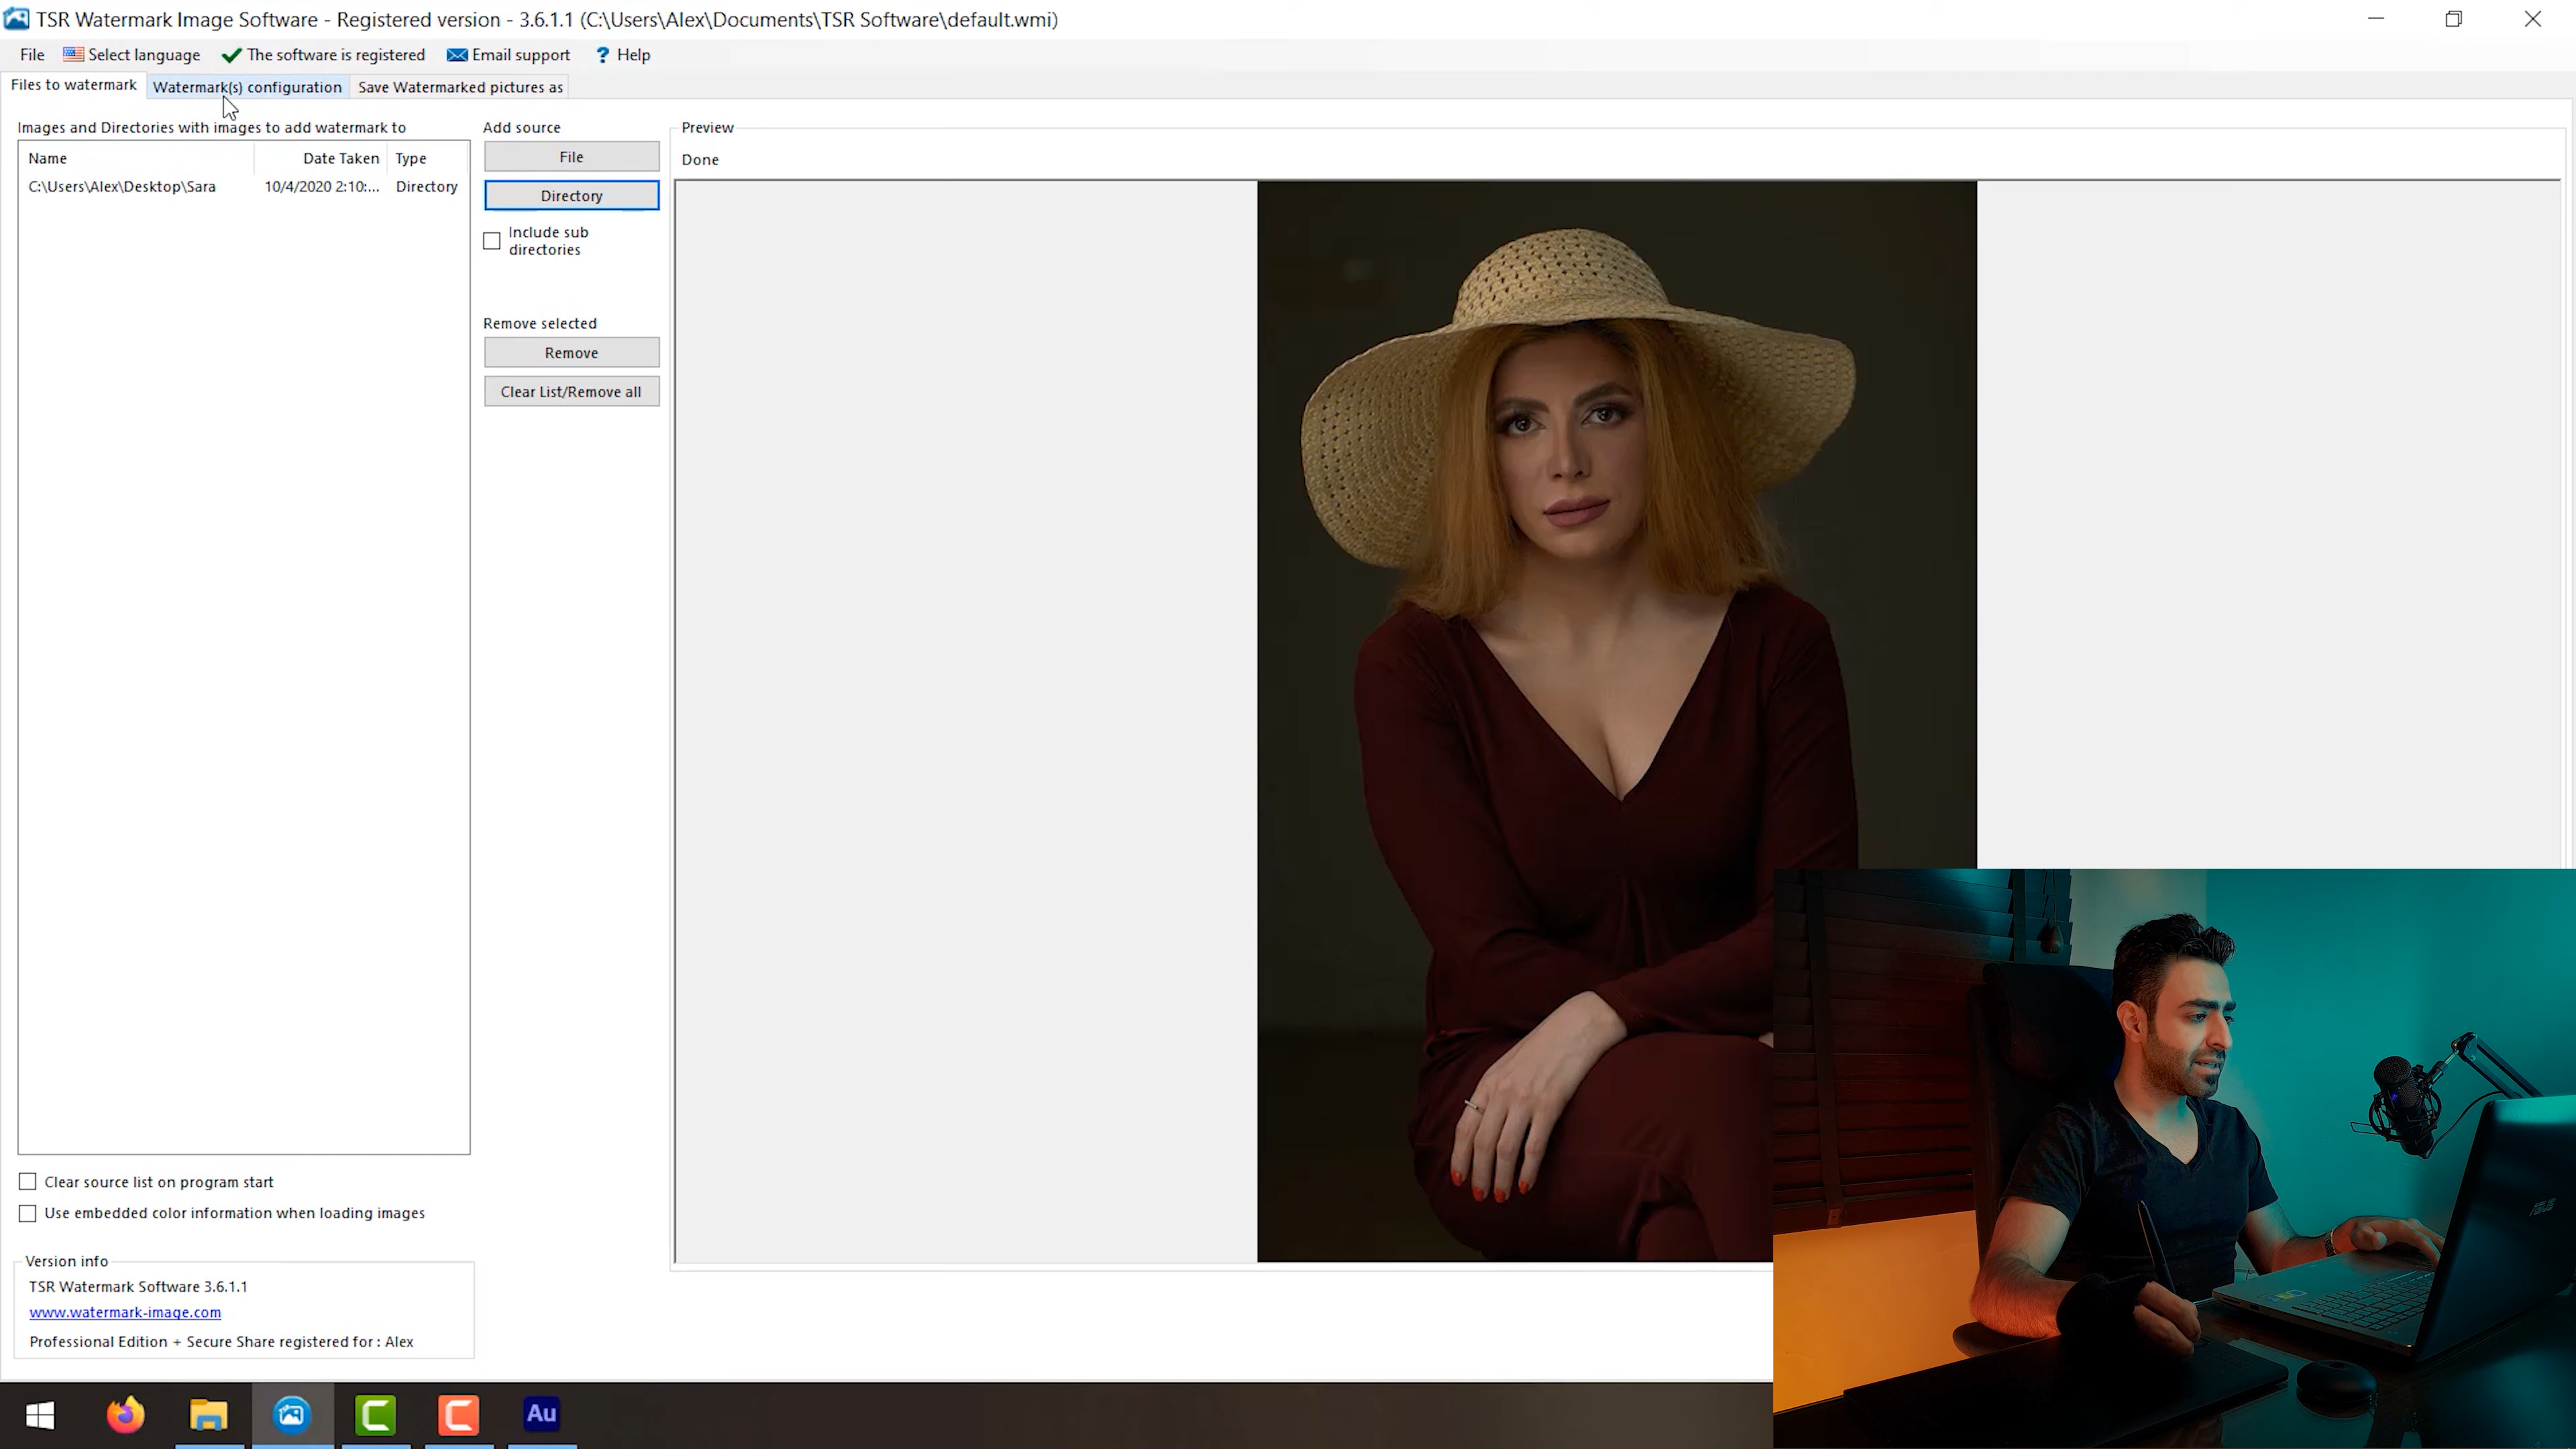 TSR Watermark Image Software - Registered version - 3.6.1.1 (C:\Users\Alex\Documents\TSR Software\default.wmi)
File Select language The software is registered Email support ? Help
Files to watermark Watermark(s) configuration Save Watermarked pictures as
Images and Directories with images to add watermark to
Name Date Taken Type
C:\Users\Alex\Desktop\Sara 10/4/2020 2:10:... Directory
Add source
File
Directory
Include sub
directories
Remove selected
Remove
Clear List/Remove all
Preview
Done
Clear source list on program start
Use embedded color information when loading images
Version info
TSR Watermark Software 3.6.1.1
www.watermark-image.com
Professional Edition + Secure Share registered for : Alex
Au
ASUS